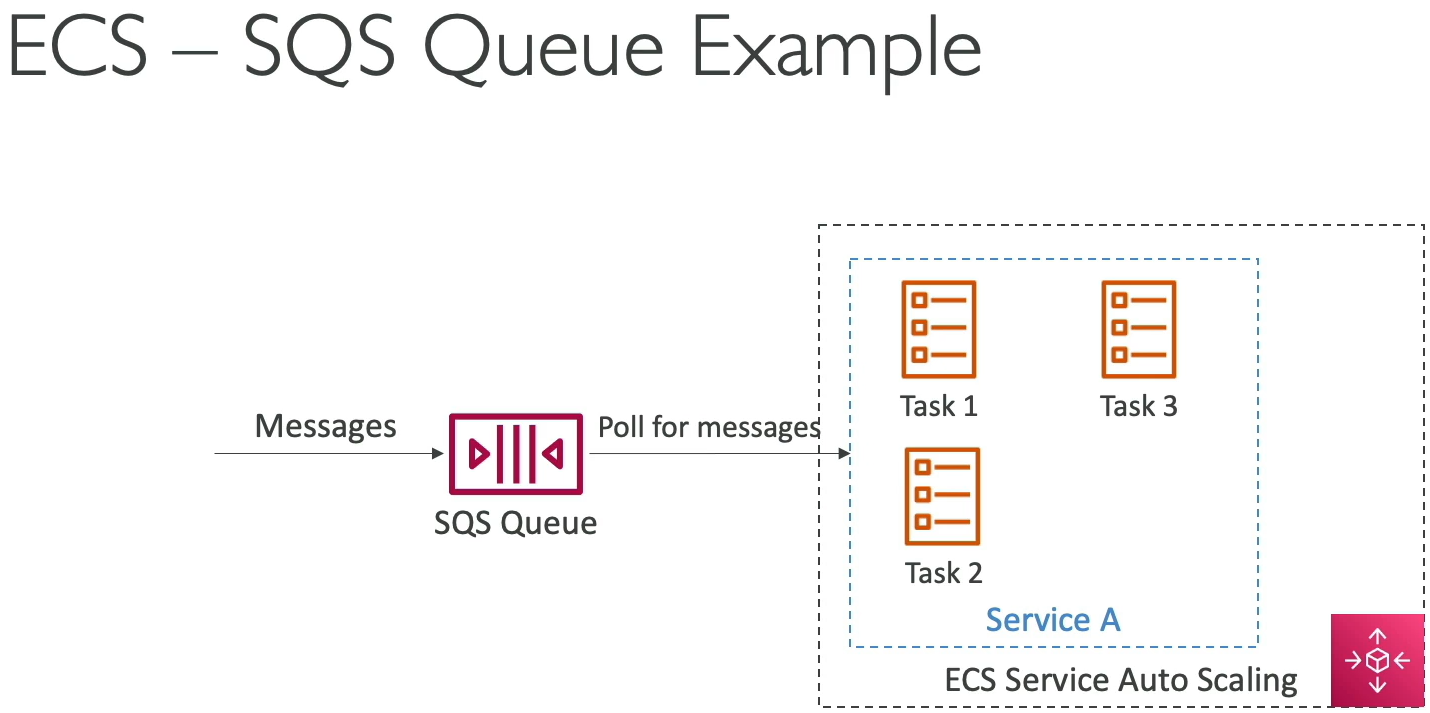 ECS – SQS Queue Example
Messages
SQS Queue
Poll for messages
Task 1
Task 3
Task 2
Service A
ECS Service Auto Scaling